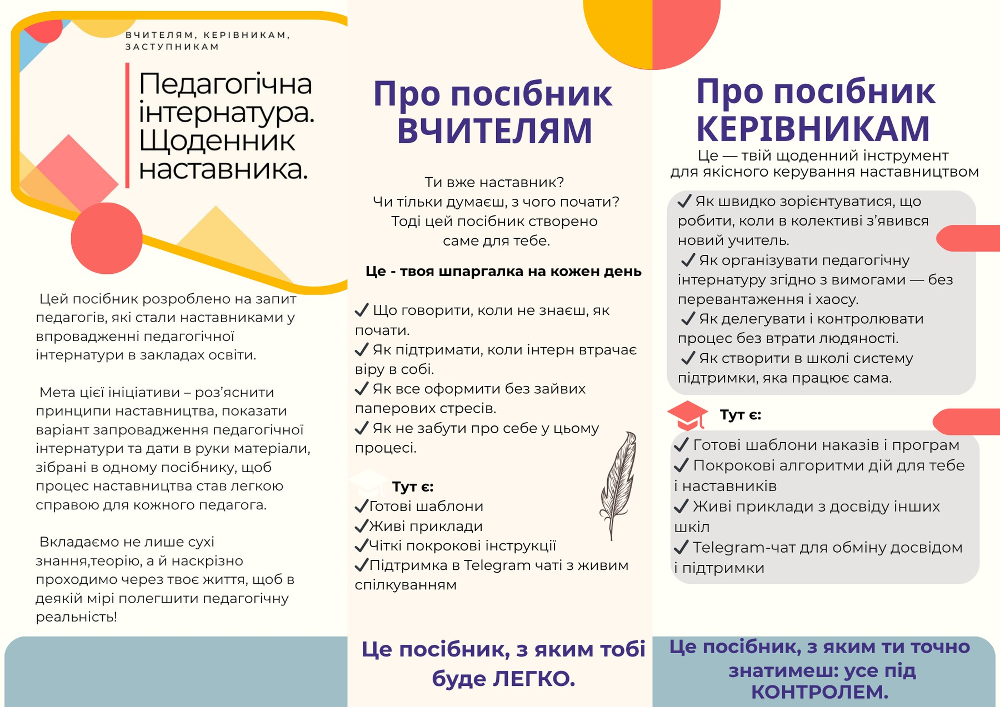 ВЧИТЕЛЯМ, КЕРІВНИКАМ,
ЗАСТУПНИКАМ
Педагогічна
інтернатура.
Щоденник
наставника.
Цей посібник розроблено на запит
педагогів, які стали наставниками у
впровадженні педагогічної
інтернатури в закладах освіти.
Мета цієї ініціативи – роз’яснити
принципи наставництва, показати
варіант запровадження педагогічної
інтернатури та дати в руки матеріали,
зібрані в одному посібнику, щоб
процес наставництва став легкою
справою для кожного педагога.
Вкладаємо не лише сухі
знання,теорію, а й наскрізно
проходимо через твоє життя, щоб в
деякій мірі полегшити педагогічну
реальність!
Про посібник
ВЧИТЕЛЯМ
Ти вже наставник?
Чи тільки думаєш, з чого почати?
Тоді цей посібник створено
саме для тебе.
Це - твоя шпаргалка на кожен день
✓ Що говорити, коли не знаєш, як
почати.
✓ Як підтримати, коли інтерн втрачає
віру в собі.
✓ Як все оформити без зайвих
паперових стресів.
✓ Як не забути про себе у цьому
процесі.
Тут є:
✓Готові шаблони
✓Живі приклади
✓Чіткі покрокові інструкції
✓Підтримка в Telegram чаті з живим
спілкуванням
Це посібник, з яким тобі
буде ЛЕГКО.
Про посібник
КЕРІВНИКАМ
Це — твій щоденний інструмент
для якісного керування наставництвом
✓ Як швидко зорієнтуватися, що
робити, коли в колективі з’явився
новий учитель.
✓ Як організувати педагогічну
інтернатуру згідно з вимогами — без
перевантаження і хаосу.
✓ Як делегувати і контролювати
процес без втрати людяності.
✓ Як створити в школі систему
підтримки, яка працює сама.
Тут є:
✓ Готові шаблони наказів і програм
✓ Покрокові алгоритми дій для тебе
і наставників
✓ Живі приклади з досвіду інших
шкіл
✓ Telegram-чат для обміну досвідом
і підтримки
Це посібник, з яким ти точно
знатимеш: усе під
КОНТРОЛЕМ.